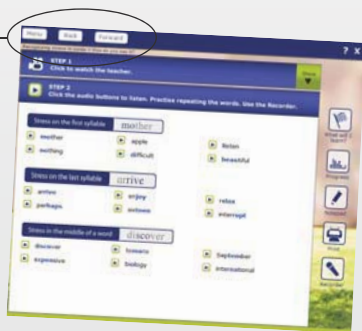 Menu Back Forward
? X
STEP 1
Click to watch the teacher.
Show
STEP 2
Click the audio buttons to listen. Practise repeating the words. Use the Recorder.
Stress on the first syllable mother
mother apple listen
nothing difficult beautiful
Stress on the last syllable arrive
arrive enjoy relax
perhaps interrupt
Stress in the middle of a word discover
discover September
expensive biology international
What will I learn?
Progress
Notepad
Print
Recorder